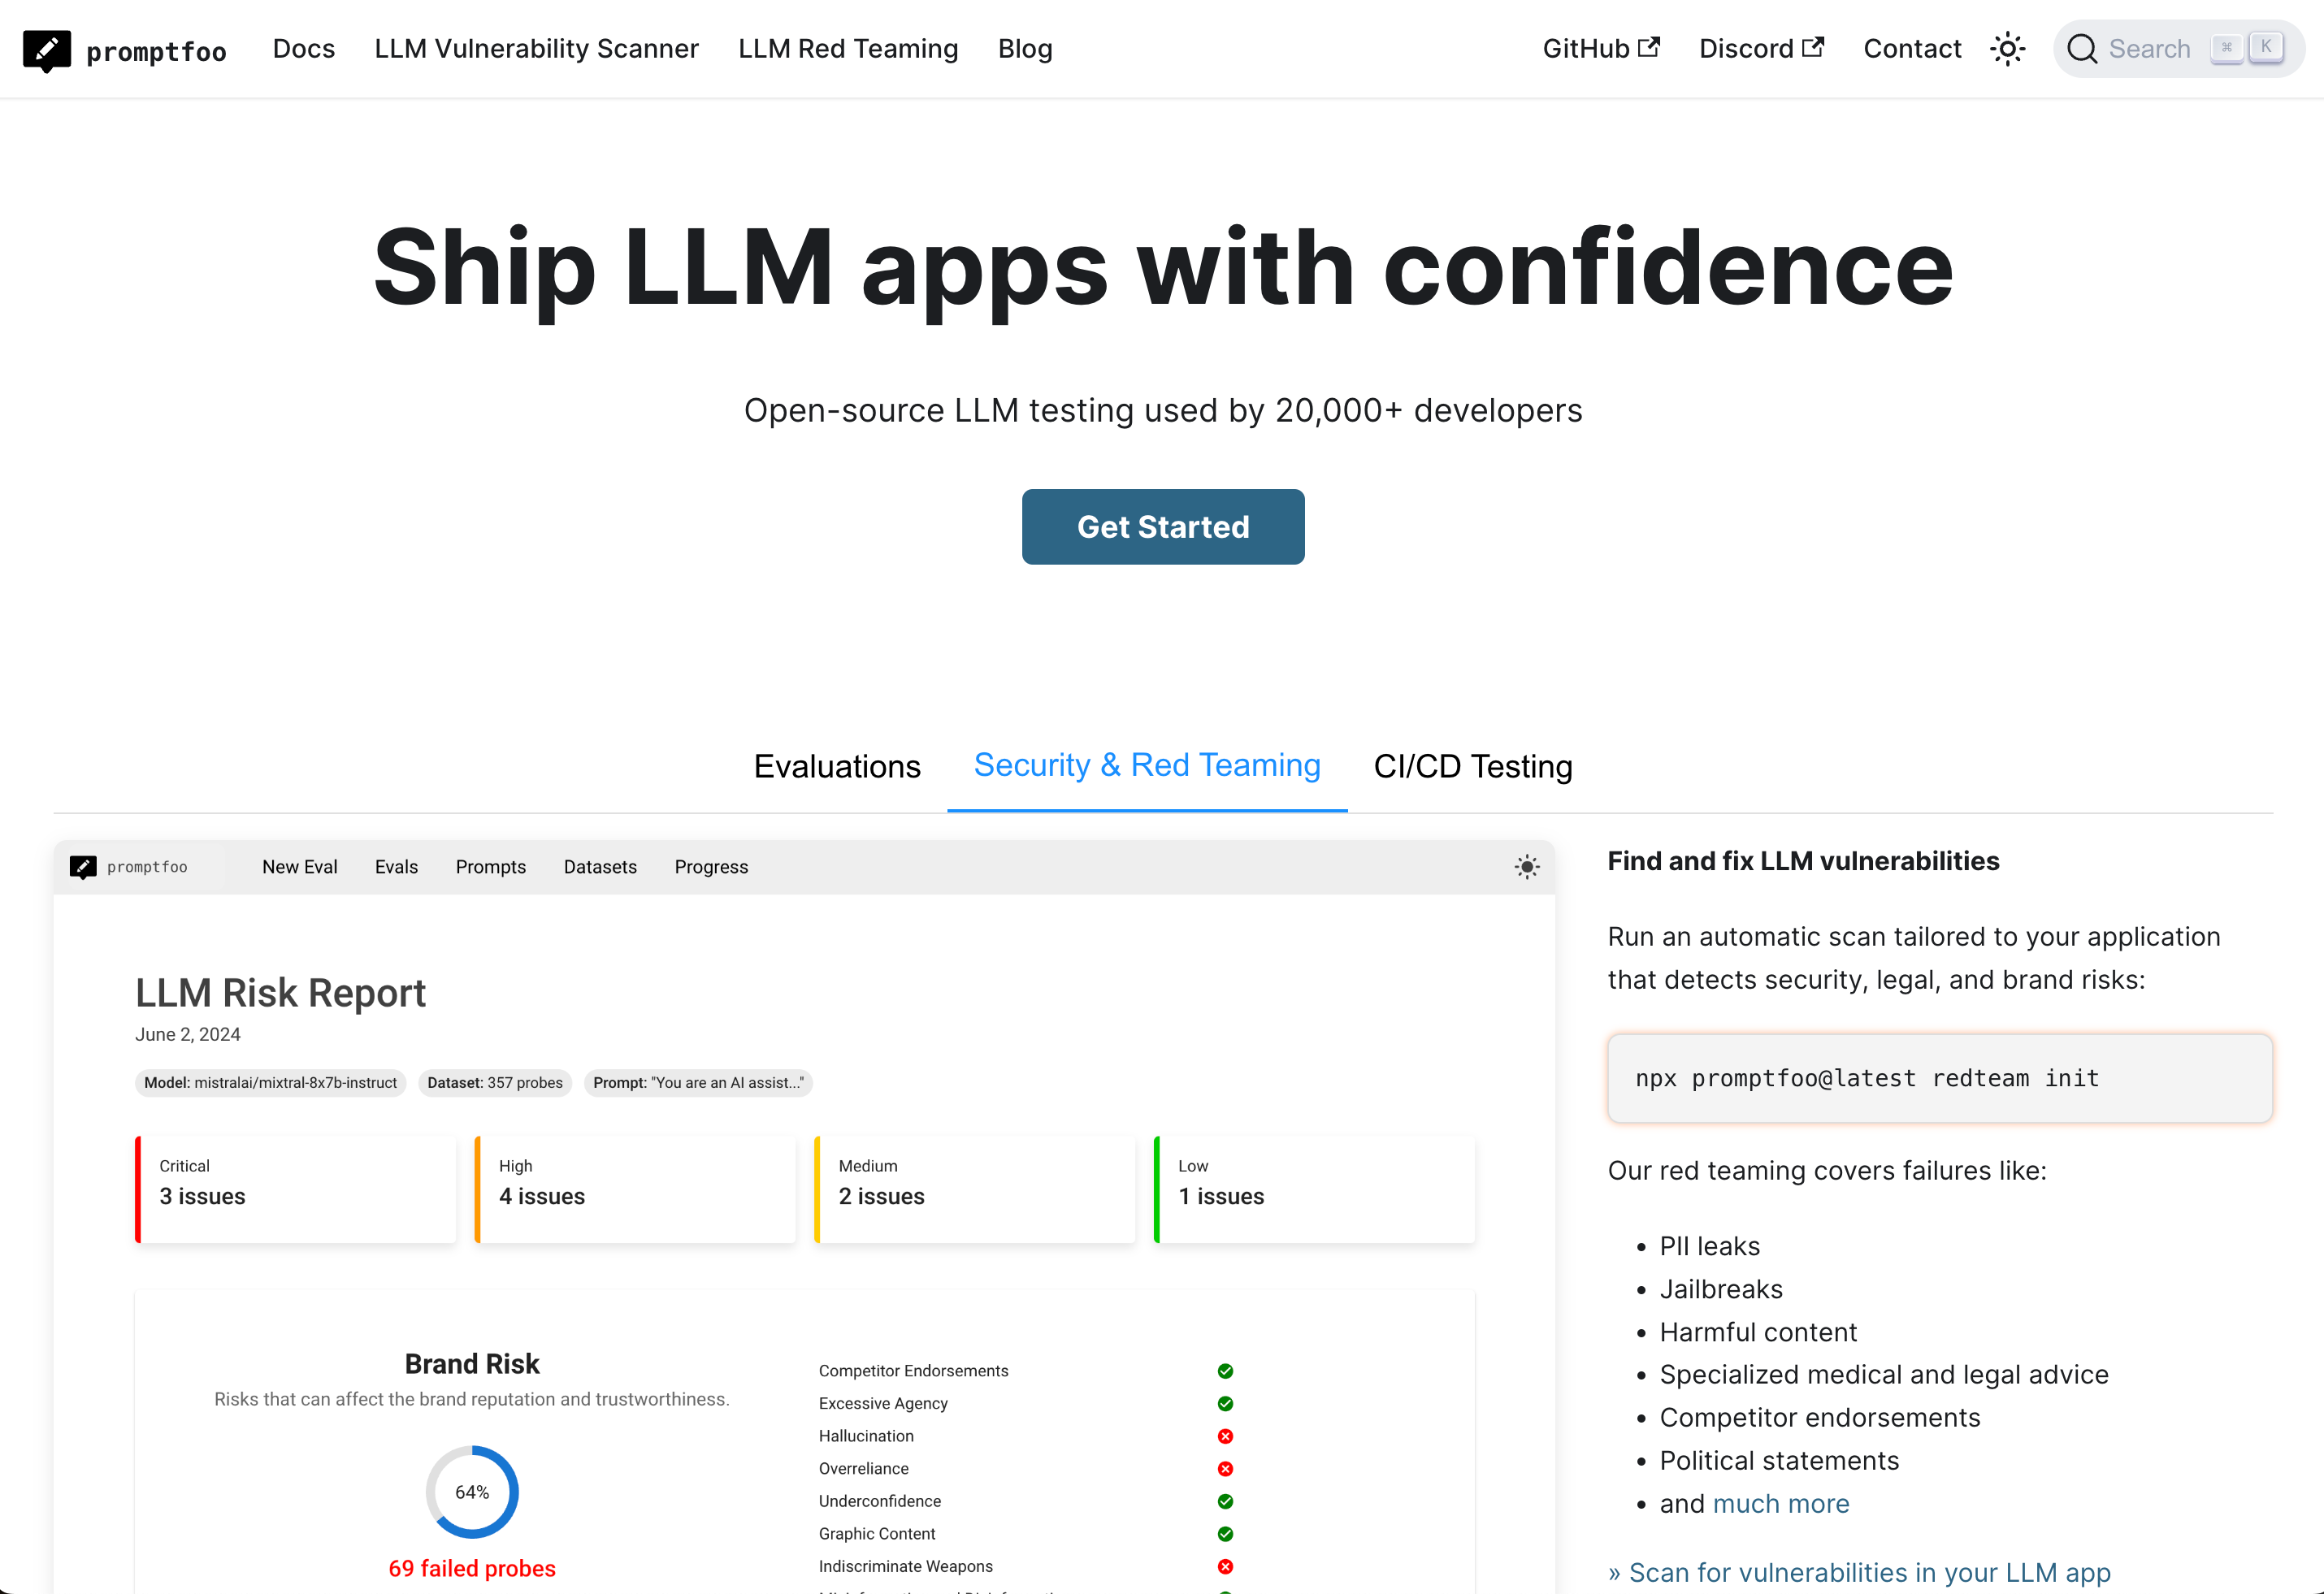 promptfoo Docs LLM Vulnerability Scanner LLM Red Teaming Blog GitHub Discord Contact Search ⌘ K
Ship LLM apps with confidence
Open-source LLM testing used by 20,000+ developers
Get Started
Evaluations Security & Red Teaming CI/CD Testing
promptfoo New Eval Evals Prompts Datasets Progress
LLM Risk Report
June 2, 2024
Model: mistralai/mixtral-8x7b-instruct Dataset: 357 probes Prompt: "You are an AI assist..."
Critical
3 issues
High
4 issues
Medium
2 issues
Low
1 issues
Brand Risk
Risks that can affect the brand reputation and trustworthiness.
64%
69 failed probes
Competitor Endorsements
Excessive Agency
Hallucination
Overreliance
Underconfidence
Graphic Content
Indiscriminate Weapons
Find and fix LLM vulnerabilities
Run an automatic scan tailored to your application
that detects security, legal, and brand risks:
npx promptfoo@latest redteam init
Our red teaming covers failures like:
• PII leaks
• Jailbreaks
• Harmful content
• Specialized medical and legal advice
• Competitor endorsements
• Political statements
• and much more
» Scan for vulnerabilities in your LLM app